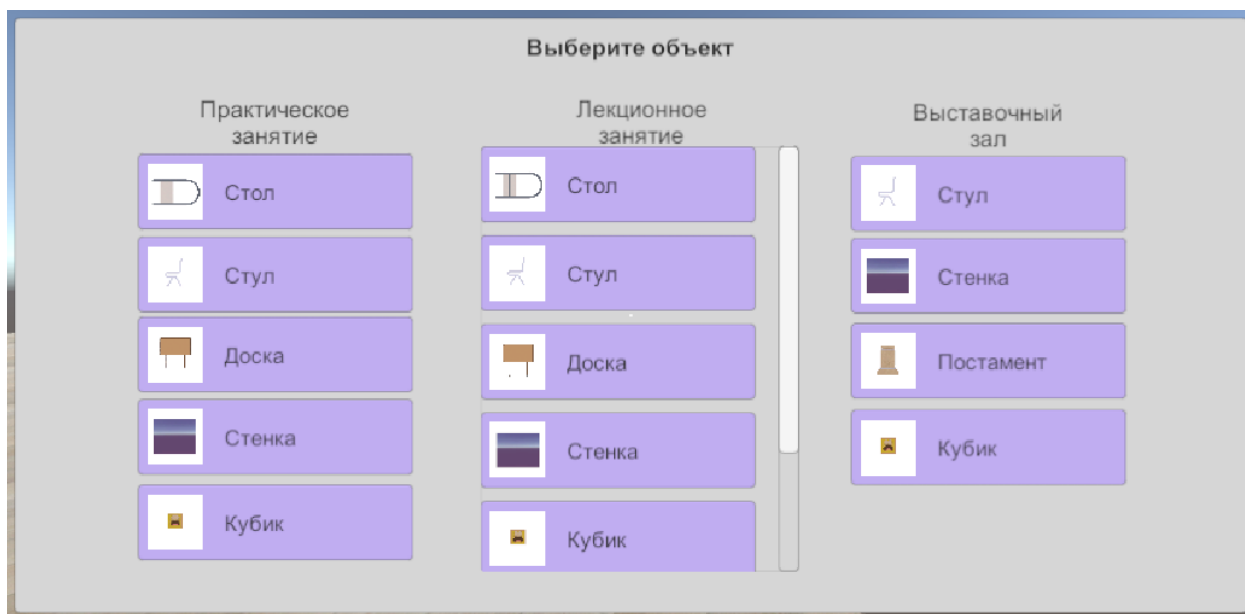 Выберите объект
Практическое
занятие
Стол
Стул
Доска
Стенка
Кубик
Лекционное
занятие
Стол
Стул
Доска
Стенка
Кубик
Выставочный
зал
Стул
Стенка
Постамент
Кубик